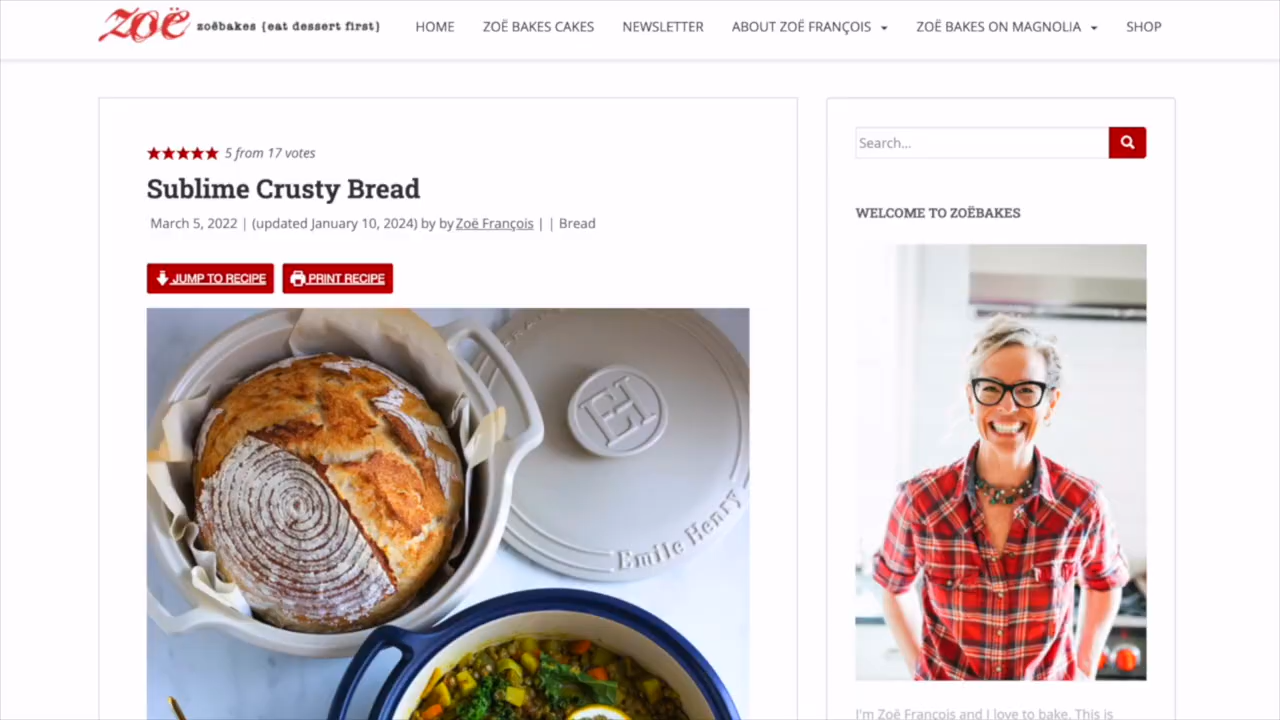 zoë zoëbakes {eat dessert first} HOME ZOË BAKES CAKES NEWSLETTER ABOUT ZOË FRANÇOIS ZOË BAKES ON MAGNOLIA SHOP
5 from 17 votes
Sublime Crusty Bread
March 5, 2022 | (updated January 10, 2024) by by Zoë François | | Bread
JUMP TO RECIPE PRINT RECIPE
EH
Emile Henry
Search...
WELCOME TO ZOËBAKES
I'm Zoë François and I love to bake. This is